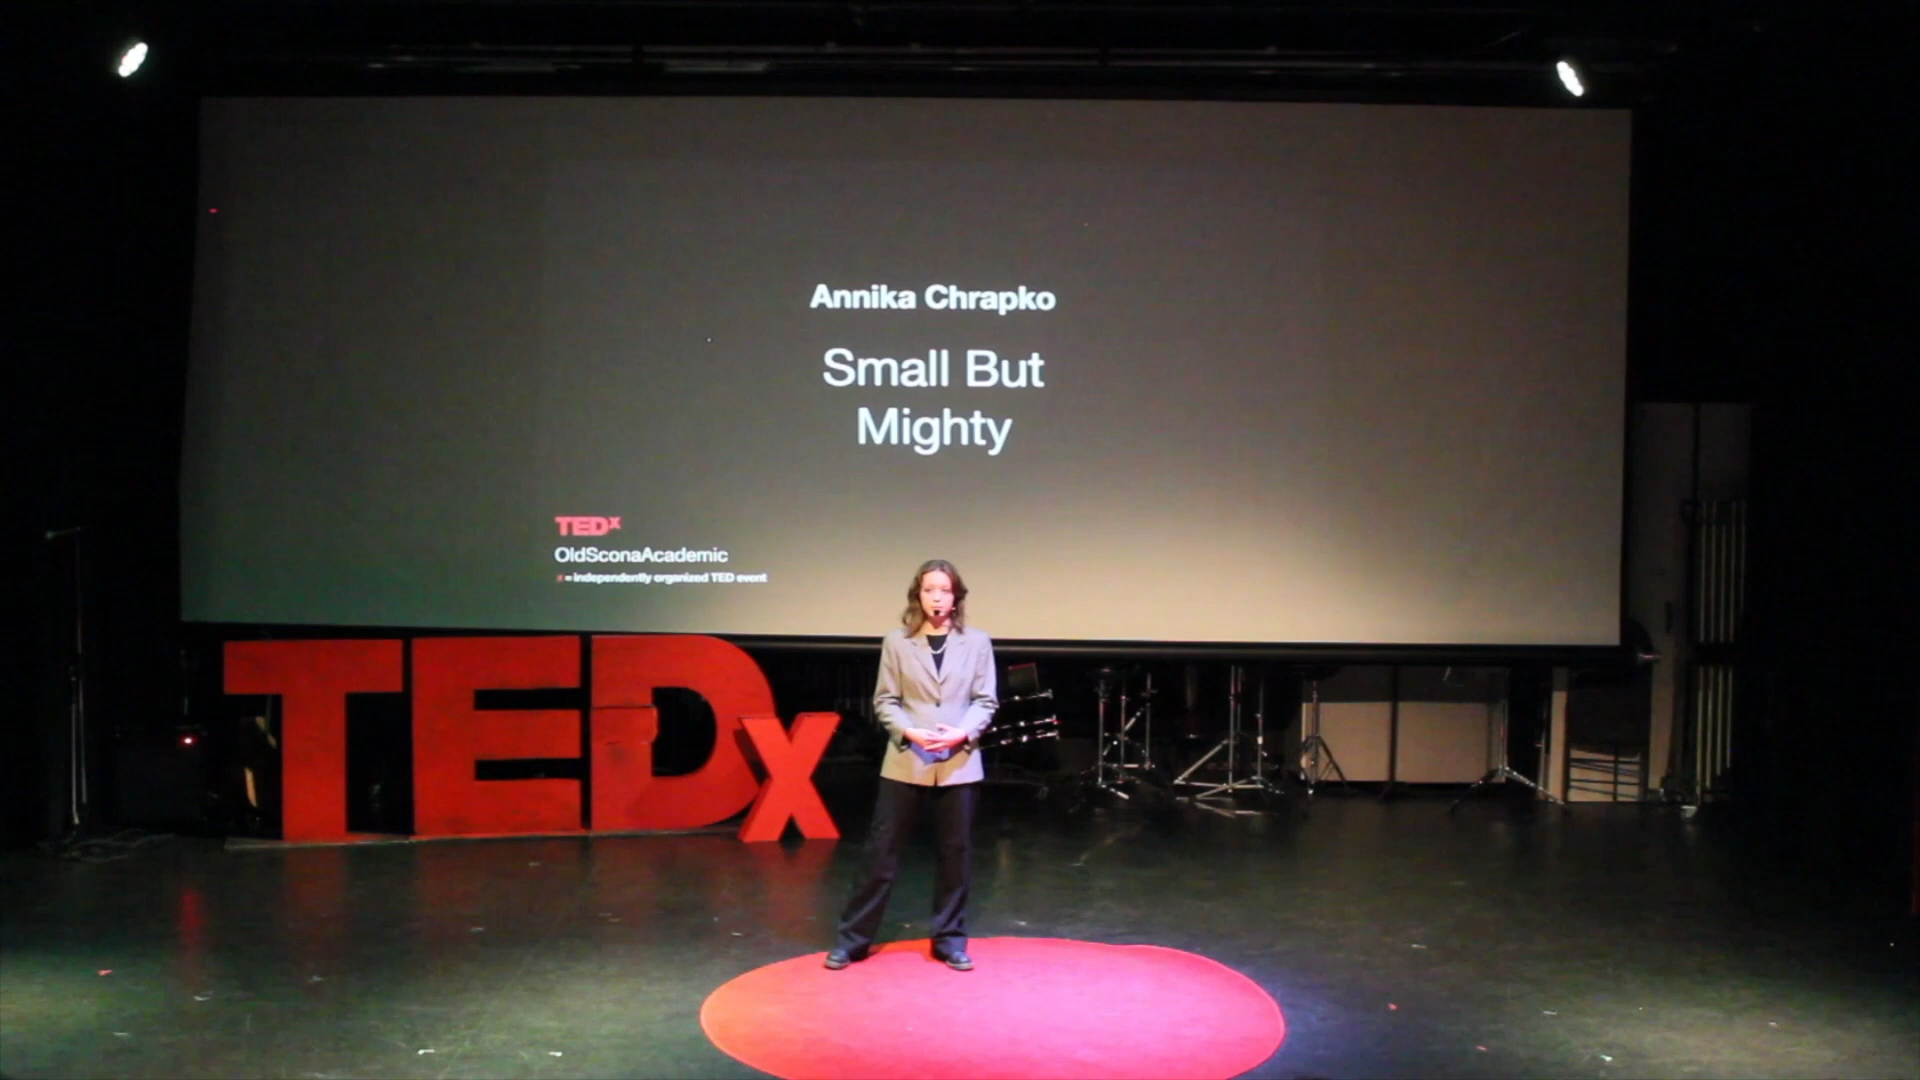 Annika Chrapko
Small But
Mighty
TEDx
OldSconaAcademic
x = independently organized TED event
TEDx